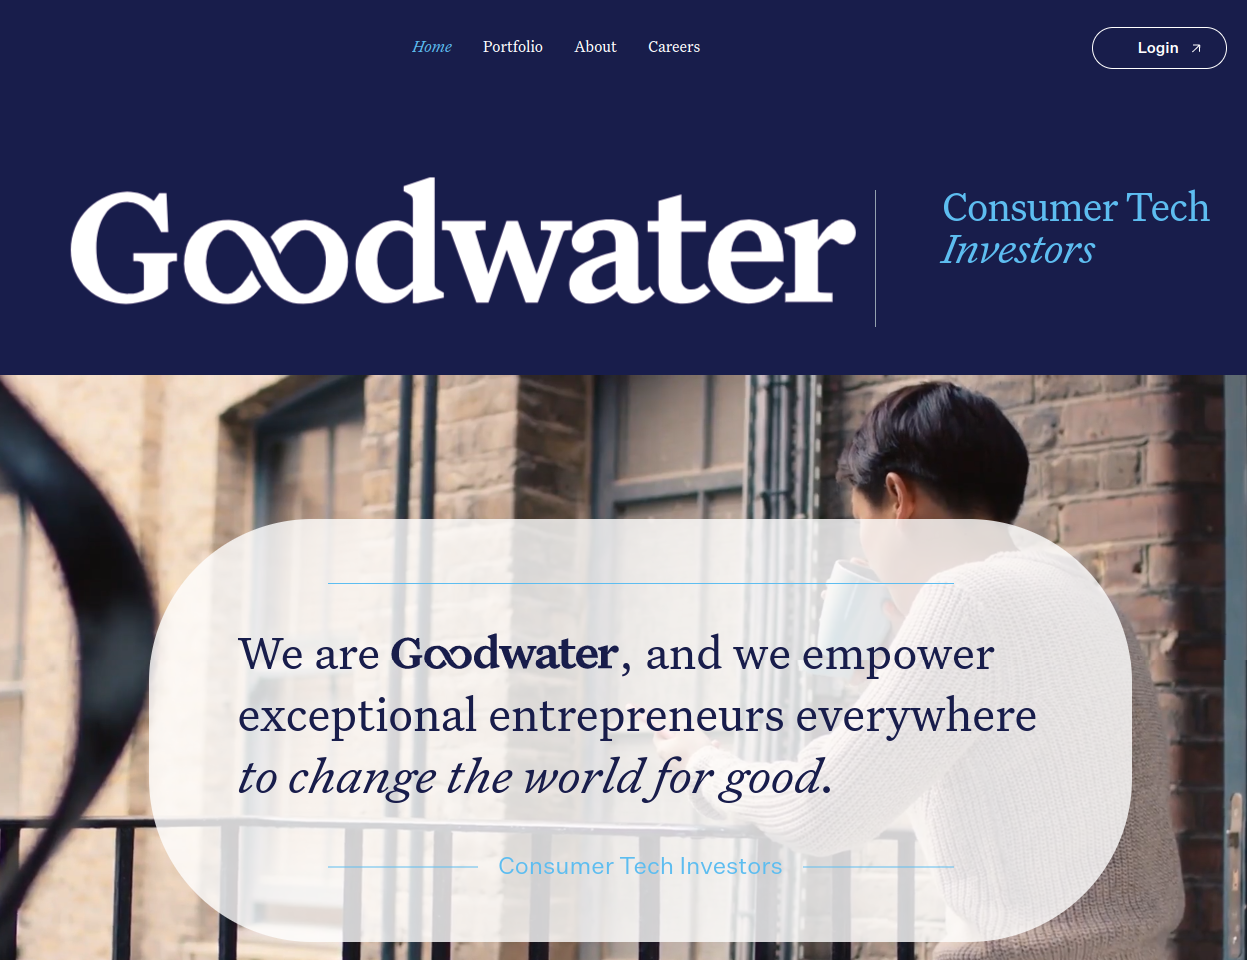 Home Portfolio About Careers Login
Goodwater
Consumer Tech
Investors
We are Goodwater, and we empower
exceptional entrepreneurs everywhere
to change the world for good.
Consumer Tech Investors